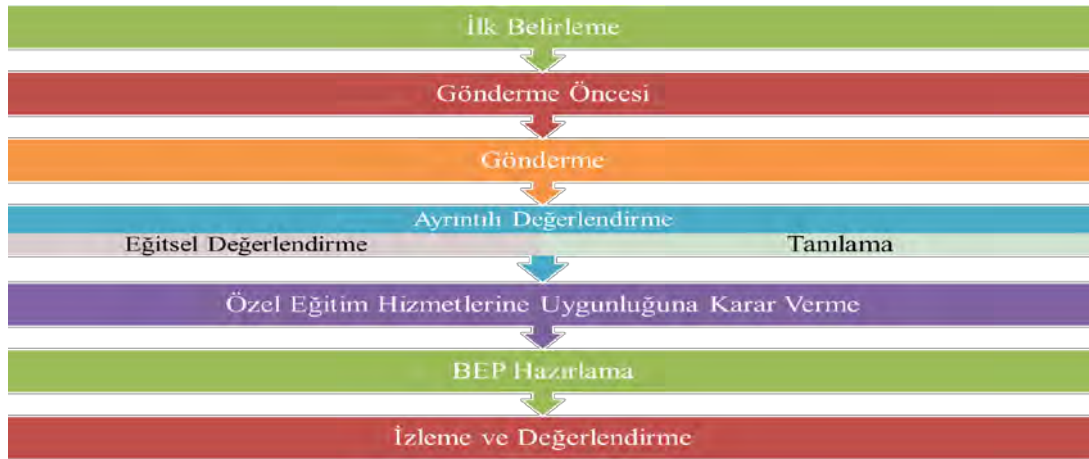 İlk Belirleme
Gönderme Öncesi
Gönderme
Ayrıntılı Değerlendirme
Eğitsel Değerlendirme Tanılama
Özel Eğitim Hizmetlerine Uygunluğuna Karar Verme
BEP Hazırlama
İzleme ve Değerlendirme